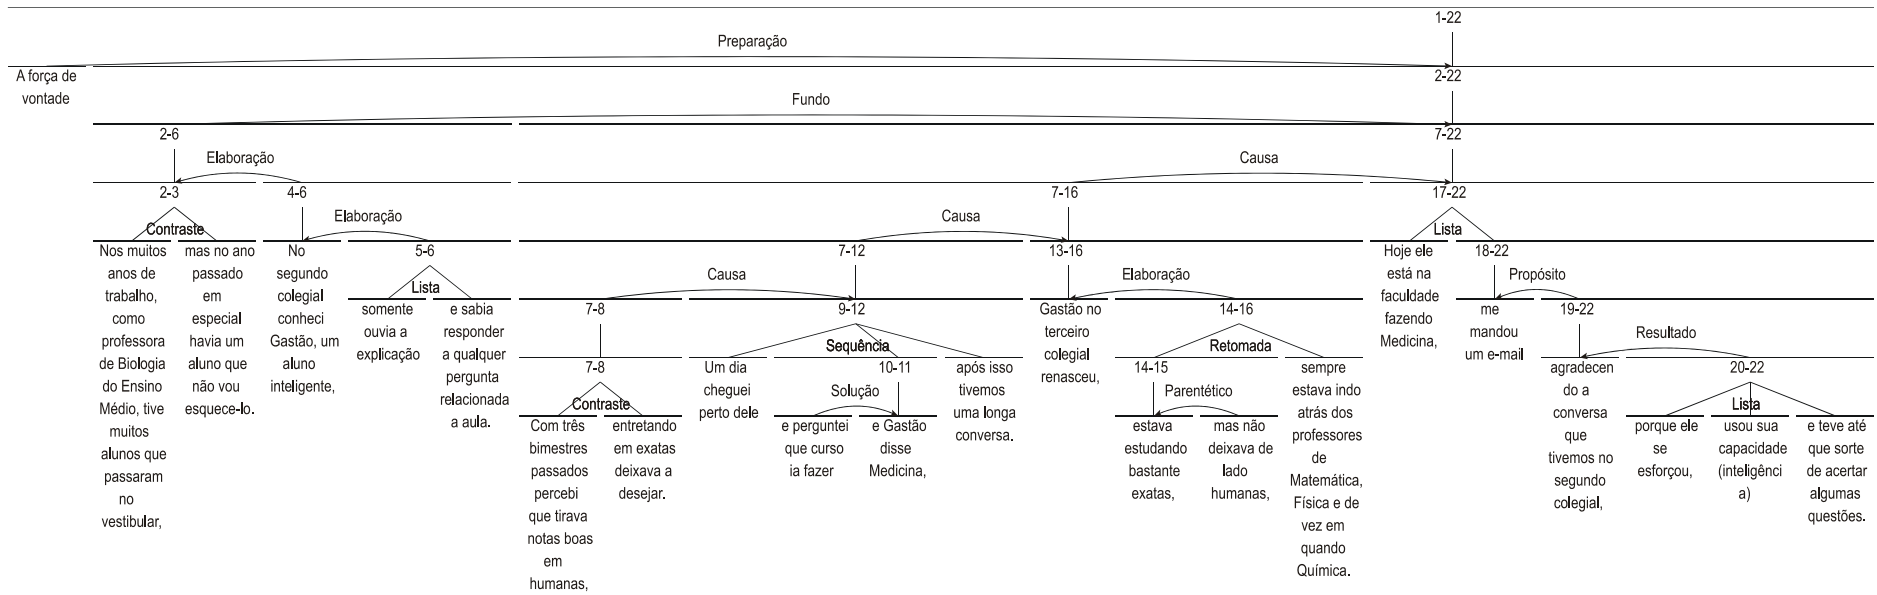 1-22
Preparação
A força de
vontade
2-22
Fundo
2-6
7-22
Elaboração
Causa
2-3
4-6
7-16
17-22
Contraste
Elaboração
Causa
Lista
Nos muitos
anos de
trabalho,
como
professora
de Biologia
do Ensino
Médio, tive
muitos
alunos que
passaram
no
vestibular,
mas no ano
passado
em
especial
havia um
aluno que
não vou
esquece-lo.
No
segundo
colegial
conheci
Gastão, um
aluno
inteligente,
5-6
Lista
somente
ouvia a
explicação
e sabia
responder
a qualquer
pergunta
relacionada
a aula.
7-12
Causa
7-8
9-12
7-8
Contraste
Com três
bimestres
passados
percebi
que tirava
notas boas
em
humanas,
entretando
em exatas
deixava a
desejar.
Sequência
Um dia
cheguei
perto dele
10-11
Solução
e perguntei
que curso
ia fazer
e Gastão
disse
Medicina,
após isso
tivemos
uma longa
conversa.
13-16
Elaboração
Gastão no
terceiro
colegial
renasceu,
14-16
Retomada
14-15
Parentético
estava
estudando
bastante
exatas,
mas não
deixava de
lado
humanas,
sempre
estava indo
atrás dos
professores
de
Matemática,
Física e de
vez em
quando
Química.
Hoje ele
está na
faculdade
fazendo
Medicina,
18-22
Propósito
me
mandou
um e-mail
19-22
Resultado
agradecen
do a
conversa
que
tivemos no
segundo
colegial,
20-22
Lista
porque ele
se
esforçou,
usou sua
capacidade
(inteligênci
a)
e teve até
que sorte
de acertar
algumas
questões.